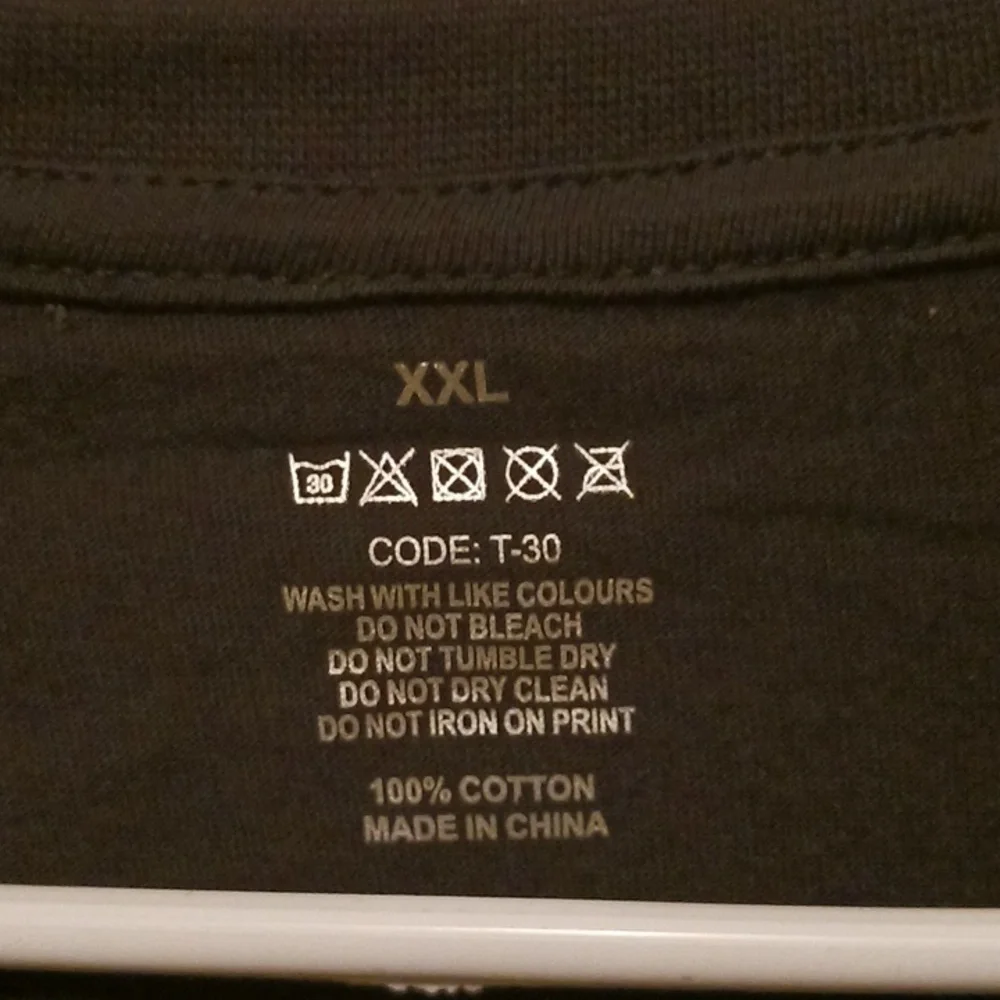 XXL
30
CODE: T-30
WASH WITH LIKE COLOURS
DO NOT BLEACH
DO NOT TUMBLE DRY
DO NOT DRY CLEAN
DO NOT IRON ON PRINT
100% COTTON
MADE IN CHINA